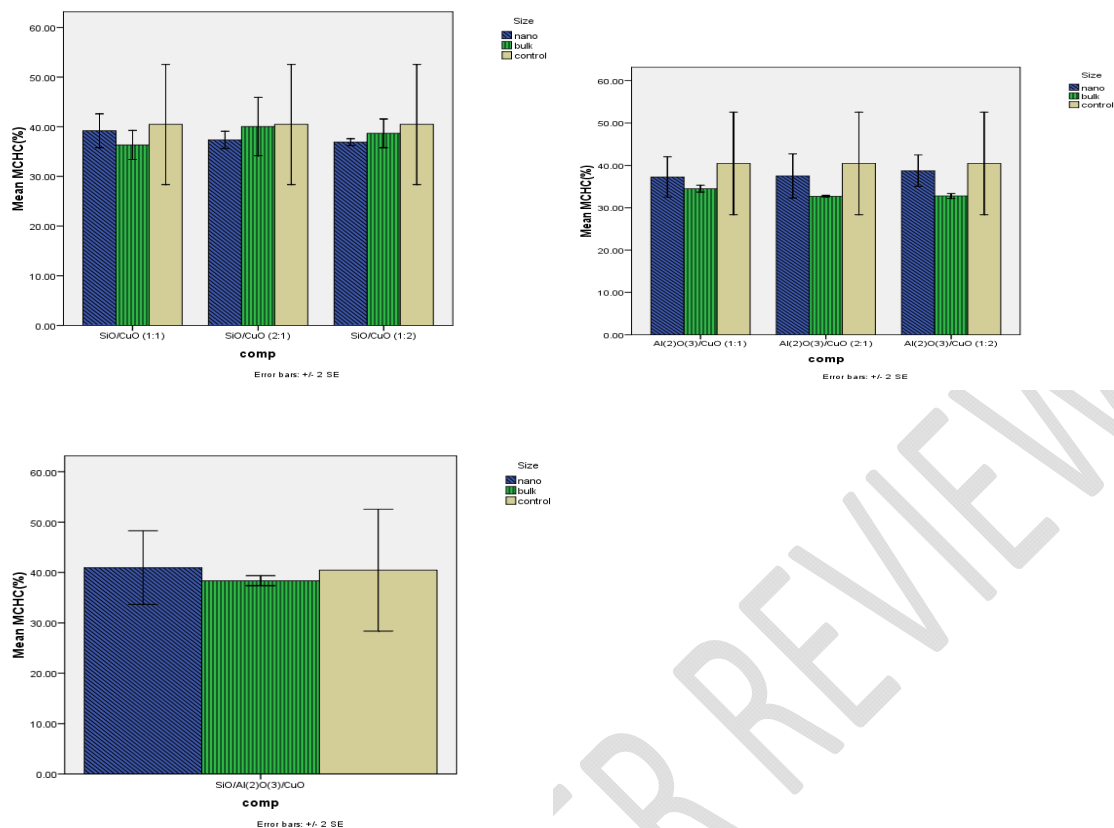 Size
nano
bulk
control
60.00
50.00
40.00
30.00
20.00
10.00
0.00
Mean MCHC(%)
SiO/CuO (1:1) SiO/CuO (2:1) SiO/CuO (1:2)
comp
Error bars: +/- 2 SE
Size
nano
bulk
control
60.00
50.00
40.00
30.00
20.00
10.00
0.00
Mean MCHC(%)
Al(2)O(3)/CuO (1:1) Al(2)O(3)/CuO (2:1) Al(2)O(3)/CuO (1:2)
comp
Error bars: +/- 2 SE
Size
nano
bulk
control
60.00
50.00
40.00
30.00
20.00
10.00
0.00
Mean MCHC(%)
SiO/Al(2)O(3)/CuO
comp
Error bars: +/- 2 SE
ER REVIEW